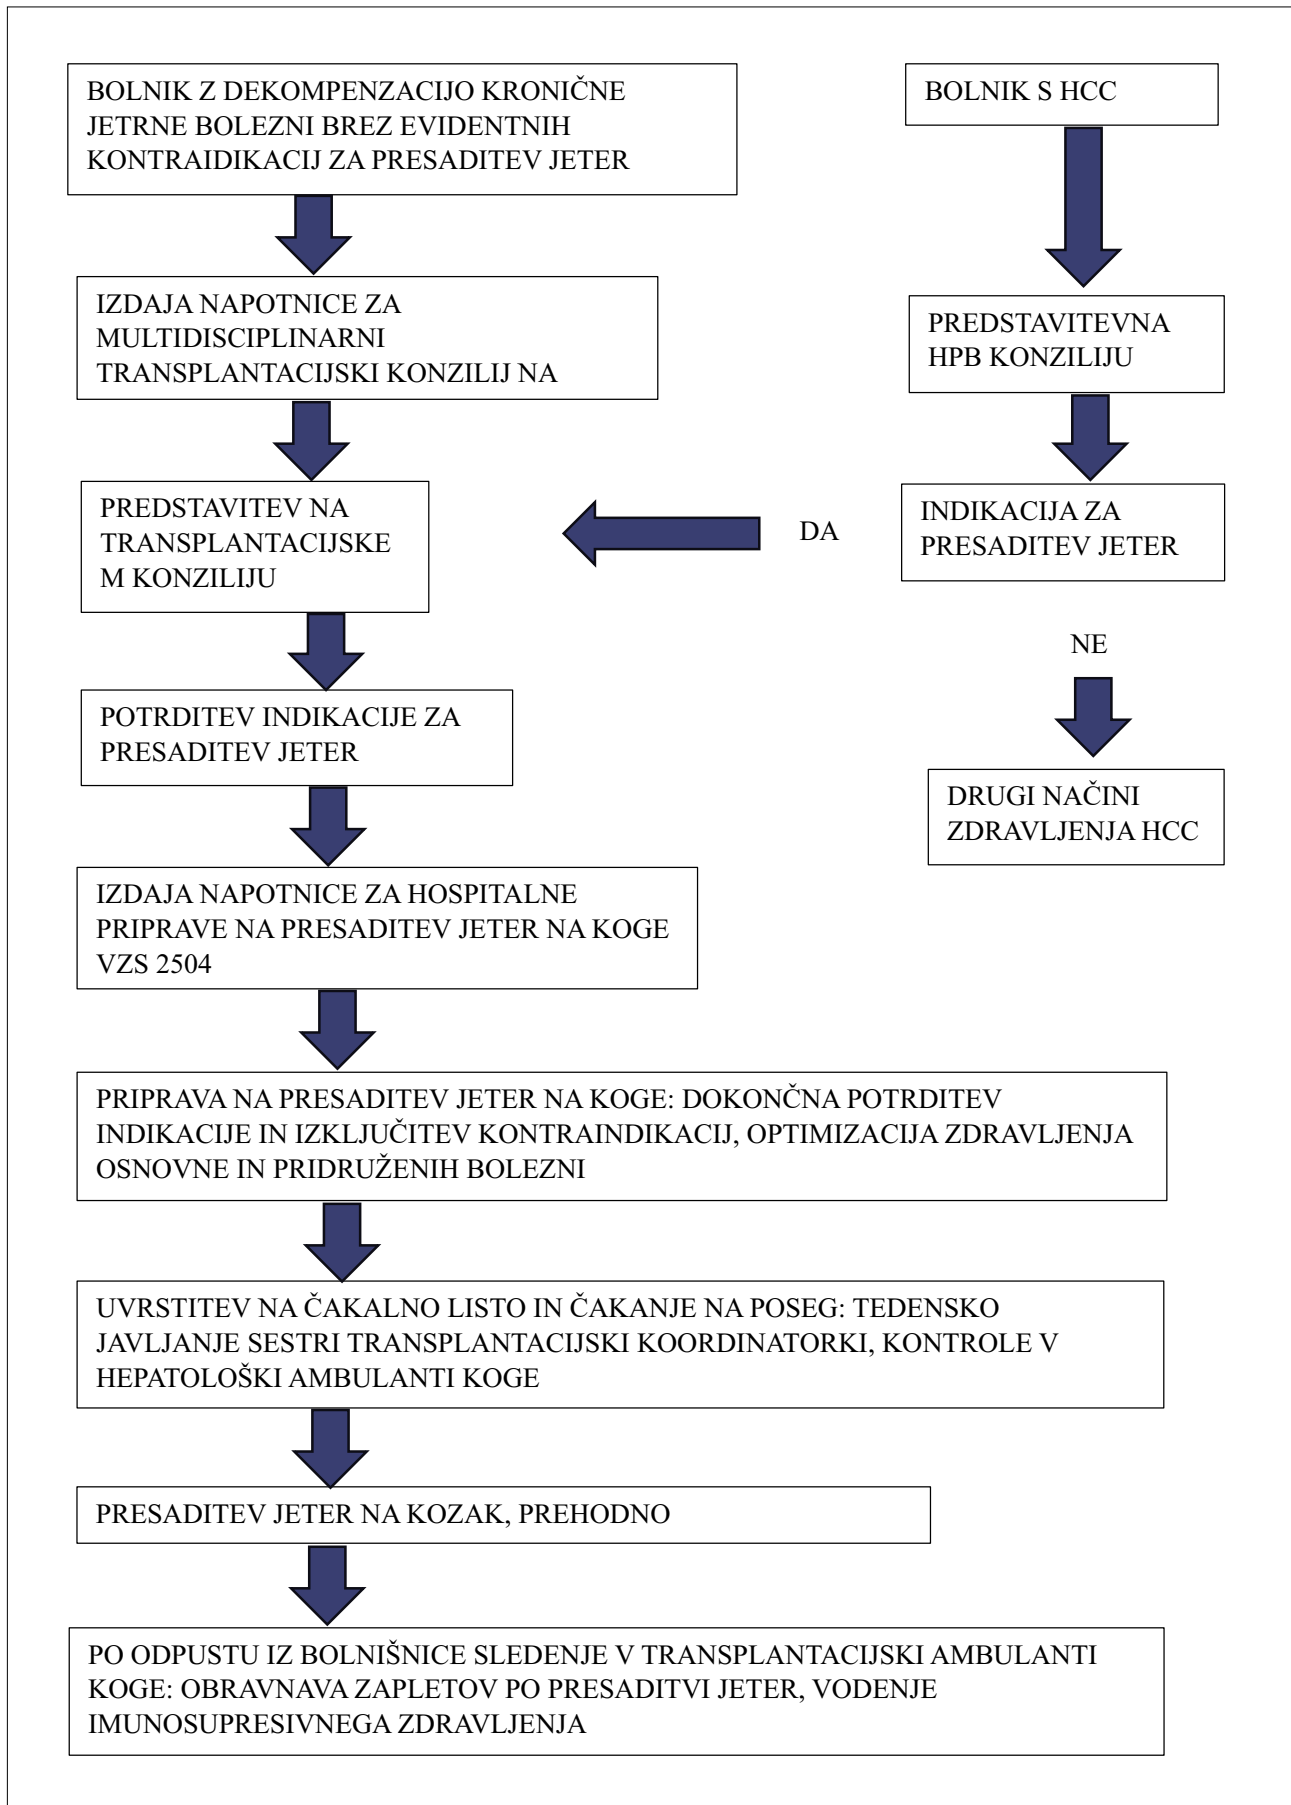 BOLNIK Z DEKOMPENZACIJO KRONIČNE
JETRNE BOLEZNI BREZ EVIDENTNIH
KONTRAIDIKACIJ ZA PRESADITEV JETER
BOLNIK S HCC
IZDAJA NAPOTNICE ZA
MULTIDISCIPLINARNI
TRANSPLANTACIJSKI KONZILIJ NA
PREDSTAVITEVNA
HPB KONZILIJU
PREDSTAVITEV NA
TRANSPLANTACIJSKE
M KONZILIJU
DA
INDIKACIJA ZA
PRESADITEV JETER
NE
POTRDITEV INDIKACIJE ZA
PRESADITEV JETER
DRUGI NAČINI
ZDRAVLJENJA HCC
IZDAJA NAPOTNICE ZA HOSPITALNE
PRIPRAVE NA PRESADITEV JETER NA KOGE
VZS 2504
PRIPRAVA NA PRESADITEV JETER NA KOGE: DOKONČNA POTRDITEV
INDIKACIJE IN IZKLJUČITEV KONTRAINDIKACIJ, OPTIMIZACIJA ZDRAVLJENJA
OSNOVNE IN PRIDRUŽENIH BOLEZNI
UVRSTITEV NA ČAKALNO LISTO IN ČAKANJE NA POSEG: TEDENSKO
JAVLJANJE SESTRI TRANSPLANTACIJSKI KOORDINATORKI, KONTROLE V
HEPATOLOŠKI AMBULANTI KOGE
PRESADITEV JETER NA KOZAK, PREHODNO
PO ODPUSTU IZ BOLNIŠNICE SLEDENJE V TRANSPLANTACIJSKI AMBULANTI
KOGE: OBRAVNAVA ZAPLETOV PO PRESADITVI JETER, VODENJE
IMUNOSUPRESIVNEGA ZDRAVLJENJA